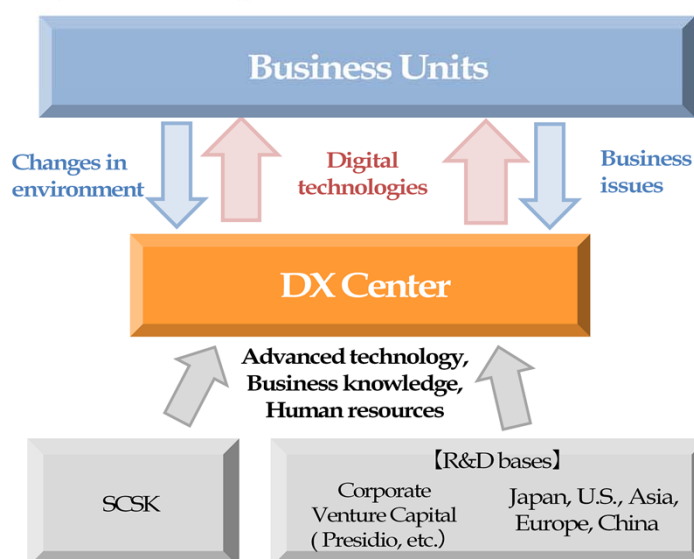 Business Units
Changes in
environment
Digital
technologies
Business
issues
DX Center
Advanced technology,
Business knowledge,
Human resources
SCSK
【R&D bases】
Corporate
Venture Capital
( Presidio, etc.)
Japan, U.S., Asia,
Europe, China